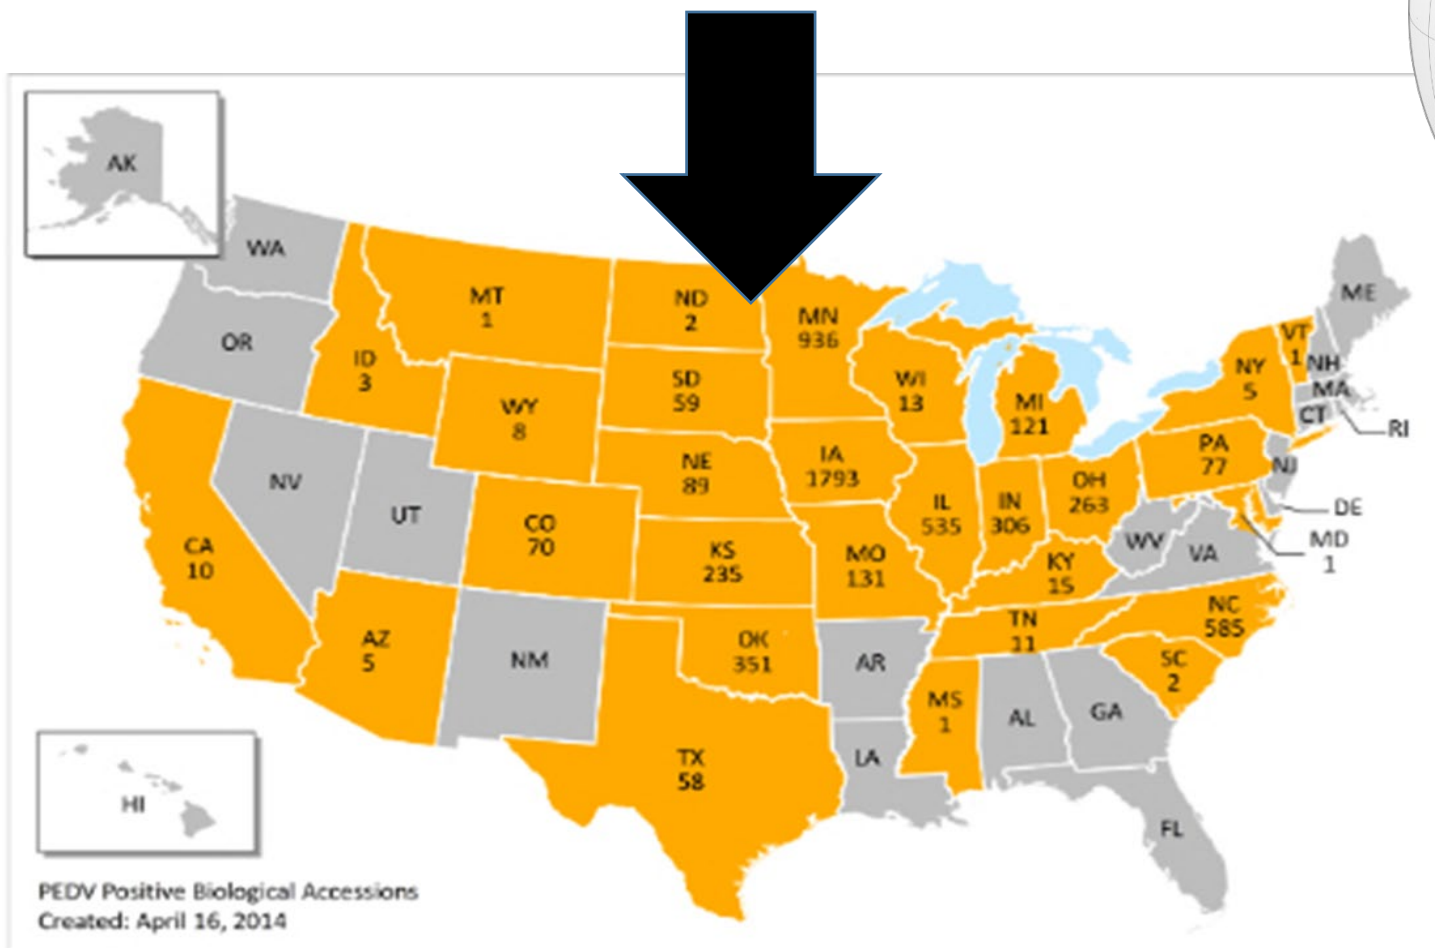 AK
WA
MT
1
ND
2
MN
936
ME
OR
ID
3
SD
59
WI
13
MI
121
NY
5
VT
1
NH
MA
CT
RI
WY
8
NE
89
IA
1793
PA
77
NJ
NV
UT
CO
70
IL
535
IN
306
OH
263
DE
MD
1
CA
10
KS
235
MO
131
KY
15
WV
VA
AZ
5
NM
OK
351
AR
TN
11
NC
585
SC
2
MS
1
AL
GA
TX
58
LA
HI
FL
PEDV Positive Biological Accessions
Created: April 16, 2014